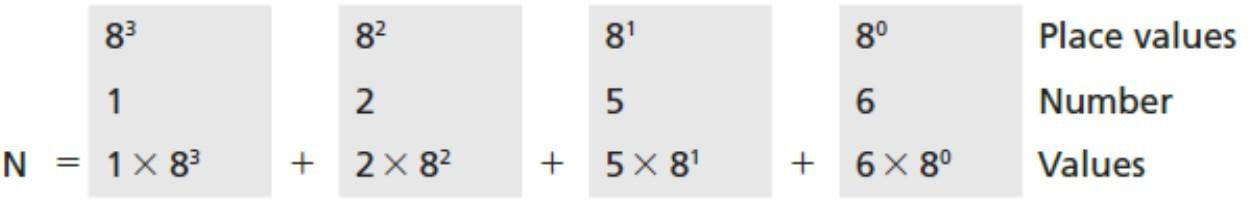 8³ 8² 8¹ 8⁰ Place values
1 2 5 6 Number
N = 1 × 8³ + 2 × 8² + 5 × 8¹ + 6 × 8⁰ Values